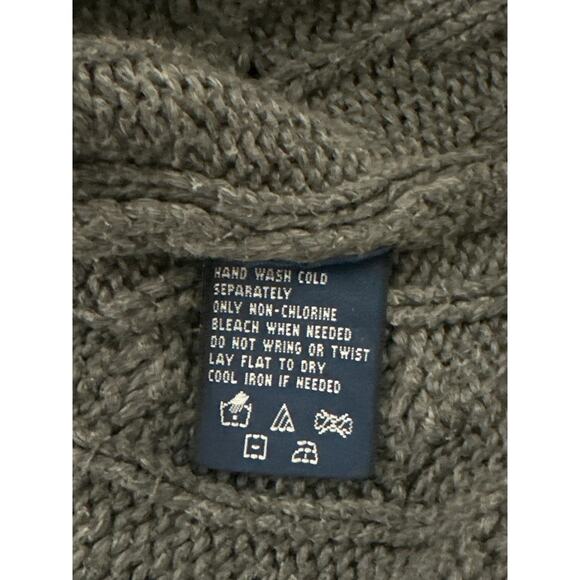 HAND WASH COLD
SEPARATELY
ONLY NON-CHLORINE
BLEACH WHEN NEEDED
DO NOT WRING OR TWIST
LAY FLAT TO DRY
COOL IRON IF NEEDED